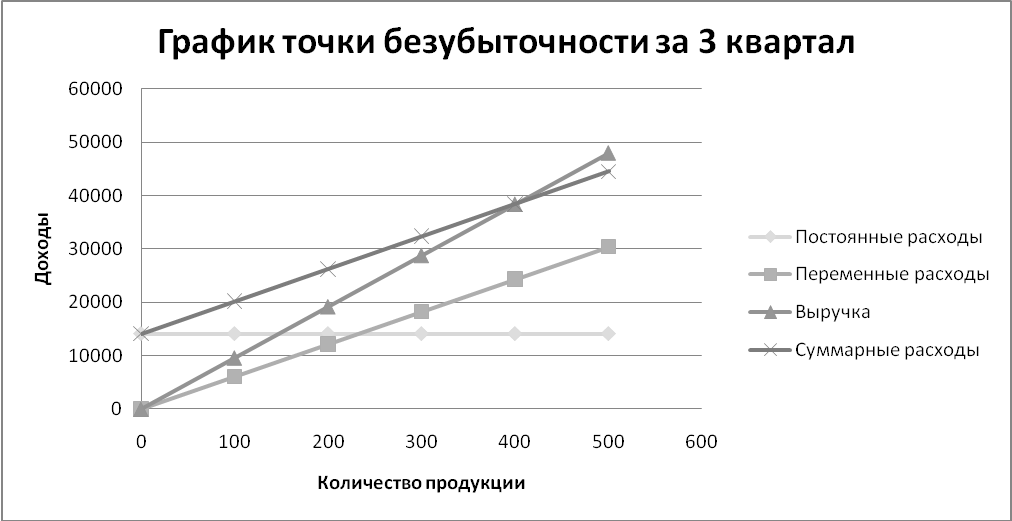 График точки безубыточности за 3 квартал
60000
50000
40000
30000
20000
10000
0
Доходы
0 100 200 300 400 500 600
Количество продукции
Постоянные расходы
Переменные расходы
Выручка
Суммарные расходы